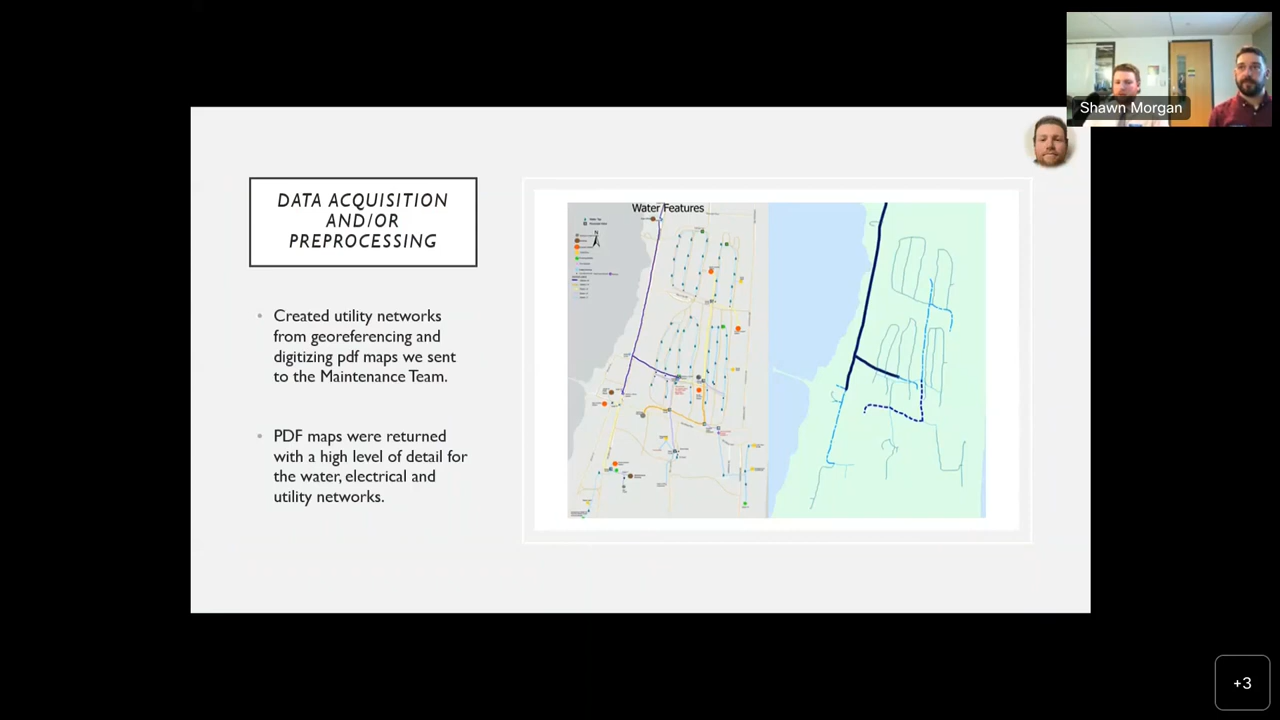 Shawn Morgan
DATA ACQUISITION
AND/OR
PREPROCESSING
• Created utility networks
from georeferencing and
digitizing pdf maps we sent
to the Maintenance Team.
• PDF maps were returned
with a high level of detail for
the water, electrical and
utility networks.
Water Features
N
+3